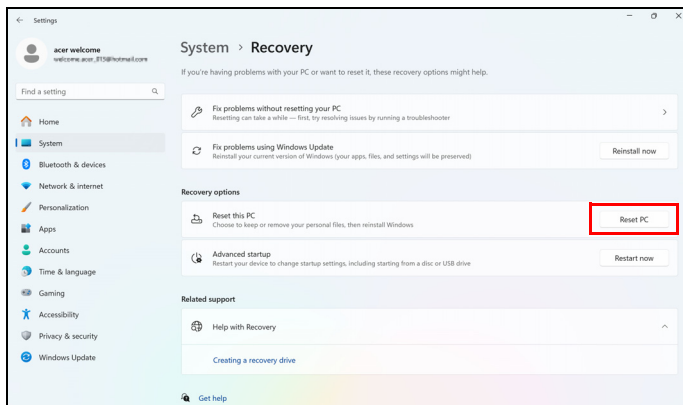 Settings
acer welcome
System > Recovery
If you're having problems with your PC or want to reset it, these recovery options might help.
Find a setting
Home
System
Bluetooth & devices
Network & internet
Personalization
Apps
Accounts
Time & language
Gaming
Accessibility
Privacy & security
Windows Update
Fix problems without resetting your PC
Resetting can take a while — first, try resolving issues by running a troubleshooter
Fix problems using Windows Update
Reinstall your current version of Windows (your apps, files, and settings will be preserved)
Reinstall now
Recovery options
Reset this PC
Choose to keep or remove your personal files, then reinstall Windows
Reset PC
Advanced startup
Restart your device to change startup settings, including starting from a disc or USB drive
Restart now
Related support
Help with Recovery
Creating a recovery drive
Get help